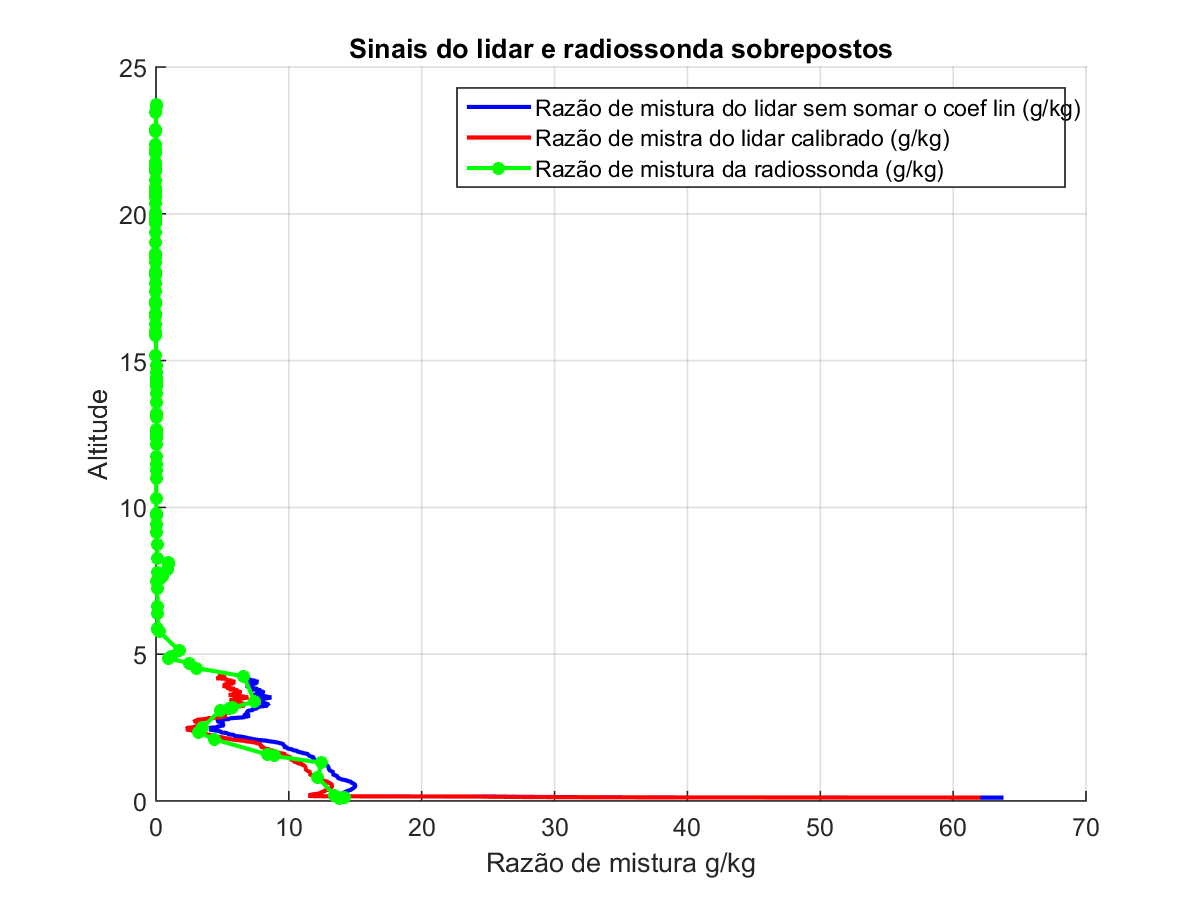 Sinais do lidar e radiossonda sobrepostos
25
Razão de mistura do lidar sem somar o coef lin (g/kg)
Razão de mistra do lidar calibrado (g/kg)
Razão de mistura da radiossonda (g/kg)
20
15
Altitude
10
5
0
0 10 20 30 40 50 60 70
Razão de mistura g/kg